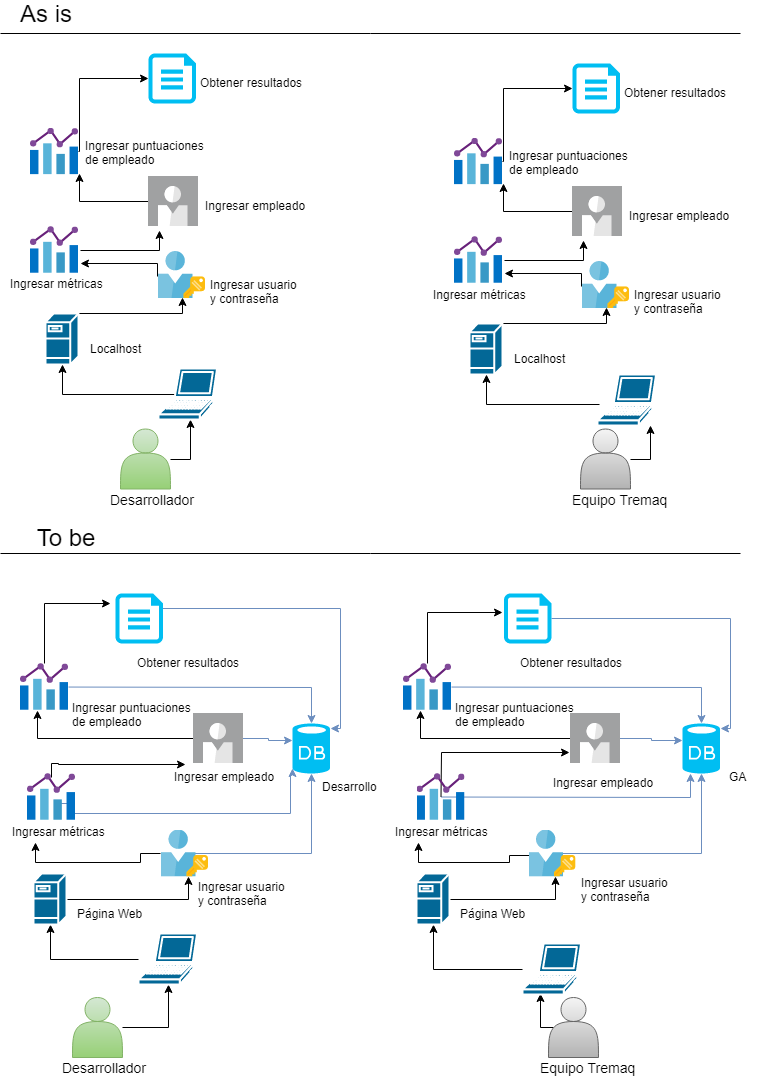 As is
Obtener resultados
Ingresar puntuaciones
de empleado
Ingresar empleado
Ingresar métricas
Ingresar usuario
y contraseña
Localhost
Desarrollador
Obtener resultados
Ingresar puntuaciones
de empleado
Ingresar empleado
Ingresar métricas
Ingresar usuario
y contraseña
Localhost
Equipo Tremaq
To be
Obtener resultados
Ingresar puntuaciones
de empleado
DB
Ingresar empleado
Desarrollo
Ingresar métricas
Ingresar usuario
y contraseña
Página Web
Desarrollador
Obtener resultados
Ingresar puntuaciones
de empleado
DB
GA
Ingresar empleado
Ingresar métricas
Ingresar usuario
y contraseña
Página Web
Equipo Tremaq